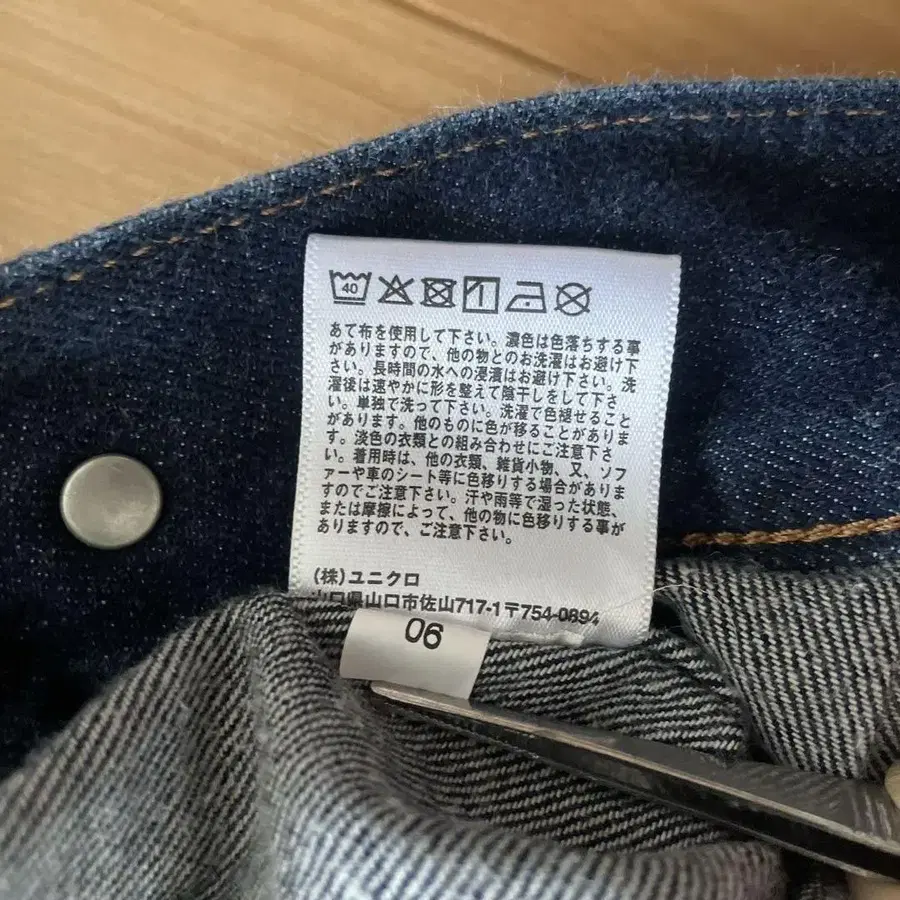 40
あて布を使用して下さい。濃色は色落ちする事
がありますので、他の物とのお洗濯はお避け下
さい。長時間の水への浸漬はお避け下さい。洗
濯後は速やかに形を整えて陰干しをして下さ
い。単独で洗って下さい。洗濯で色褪せること
があります。他のものに色が移ることがありま
す。淡色の衣類との組み合わせにご注意下さ
い。着用時は、他の衣類、雑貨小物、又、ソフ
ァーや車のシート等に色移りする場合がありま
すのでご注意下さい。汗や雨等で湿った状態、
または摩擦によって、他の物に色移りする事が
ありますので、ご注意下さい。
(株)ユニクロ
山口県山口市佐山717-1〒754-0894
06